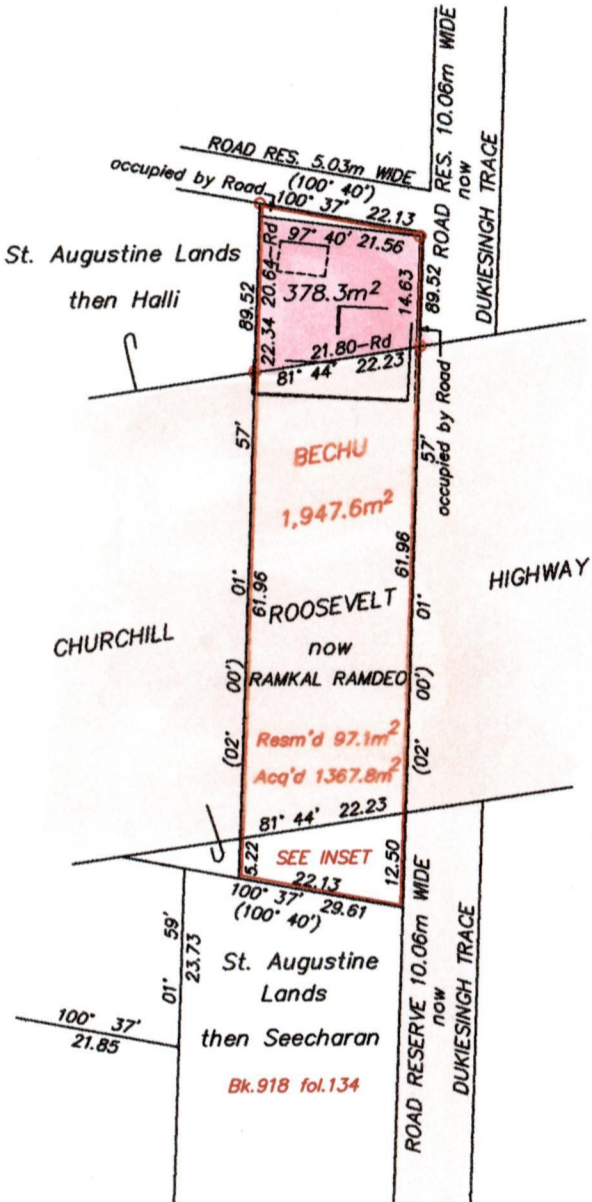 ROAD RES. 10.06m WIDE
now
DUKIESINGH TRACE
ROAD RES. 5.03m WIDE
occupied by Road
(100° 40')
100° 37' 22.13
97° 40' 21.56
St. Augustine Lands
then Halli
89.52
22.34 20.64-Rd
378.3m²
14.63
89.52
21.80-Rd
81° 44' 22.23
occupied by Road
57'
57'
BECHU
1,947.6m²
01°
61.96
61.96
01°
CHURCHILL
ROOSEVELT
HIGHWAY
now
RAMKAL RAMDEO
(02° 00')
(02° 00')
Resm'd 97.1m²
Acq'd 1367.8m²
81° 44' 22.23
5.22
SEE INSET
12.50
22.13
100° 37' 29.61
(100° 40')
01° 59'
23.73
St. Augustine
Lands
then Seecharan
Bk.918 fol.134
100° 37'
21.85
ROAD RESERVE 10.06m WIDE
now
DUKIESINGH TRACE